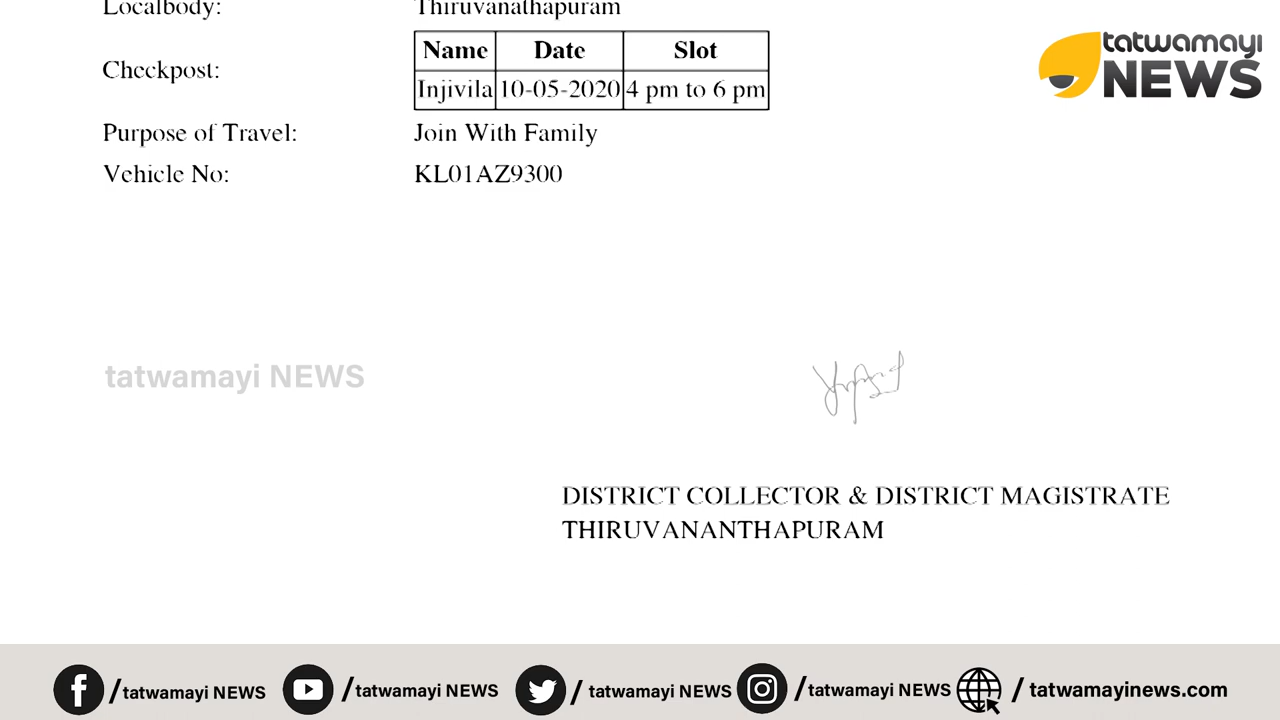 Localbody: Thiruvanathapuram
tatwamayi
NEWS
Checkpost:
Name Date Slot
Injivila 10-05-2020 4 pm to 6 pm
Purpose of Travel: Join With Family
Vehicle No: KL01AZ9300
tatwamayi NEWS
DISTRICT COLLECTOR & DISTRICT MAGISTRATE
THIRUVANANTHAPURAM
/tatwamayi NEWS /tatwamayi NEWS / tatwamayi NEWS /tatwamayi NEWS / tatwamayinews.com